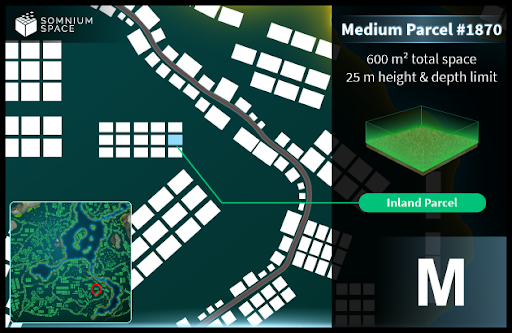 SOMNIUM
SPACE
Medium Parcel #1870
600 m² total space
25 m height & depth limit
Inland Parcel
M